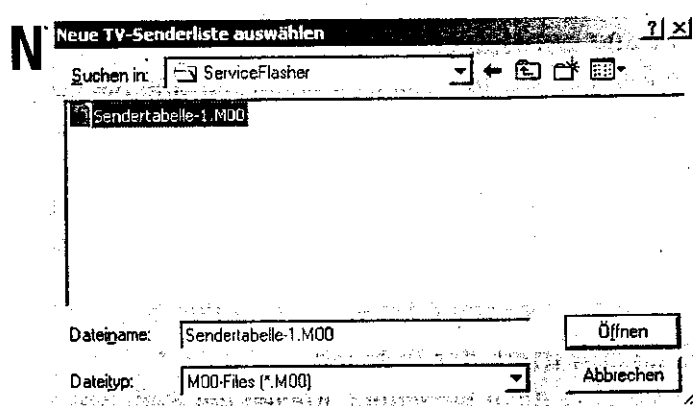 N
Neue TV-Senderliste auswählen
Suchen in: ServiceFlasher
Sendertabelle-1.M00
Dateiname: Sendertabelle-1.M00 Öffnen
Dateityp: M00-Files (*.M00) Abbrechen